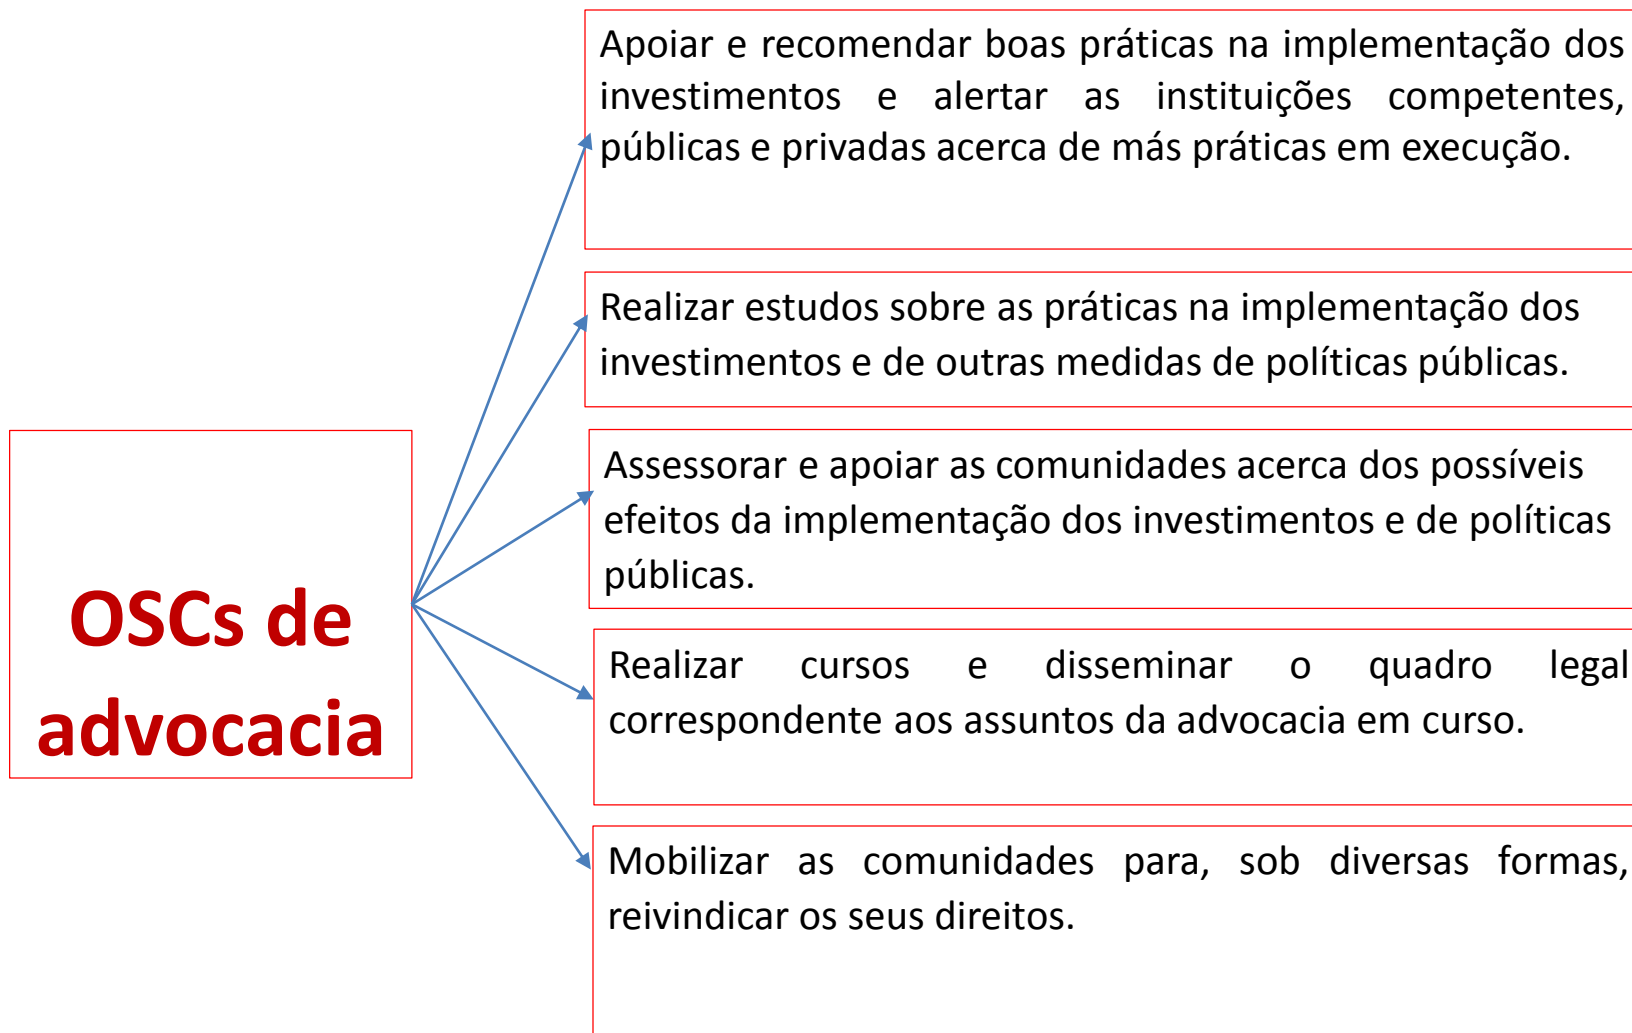 Apoiar e recomendar boas práticas na implementação dos
investimentos e alertar as instituições competentes,
públicas e privadas acerca de más práticas em execução.
Realizar estudos sobre as práticas na implementação dos
investimentos e de outras medidas de políticas públicas.
Assessorar e apoiar as comunidades acerca dos possíveis
efeitos da implementação dos investimentos e de políticas
públicas.
OSCs de
advocacia
Realizar cursos e disseminar o quadro legal
correspondente aos assuntos da advocacia em curso.
Mobilizar as comunidades para, sob diversas formas,
reivindicar os seus direitos.